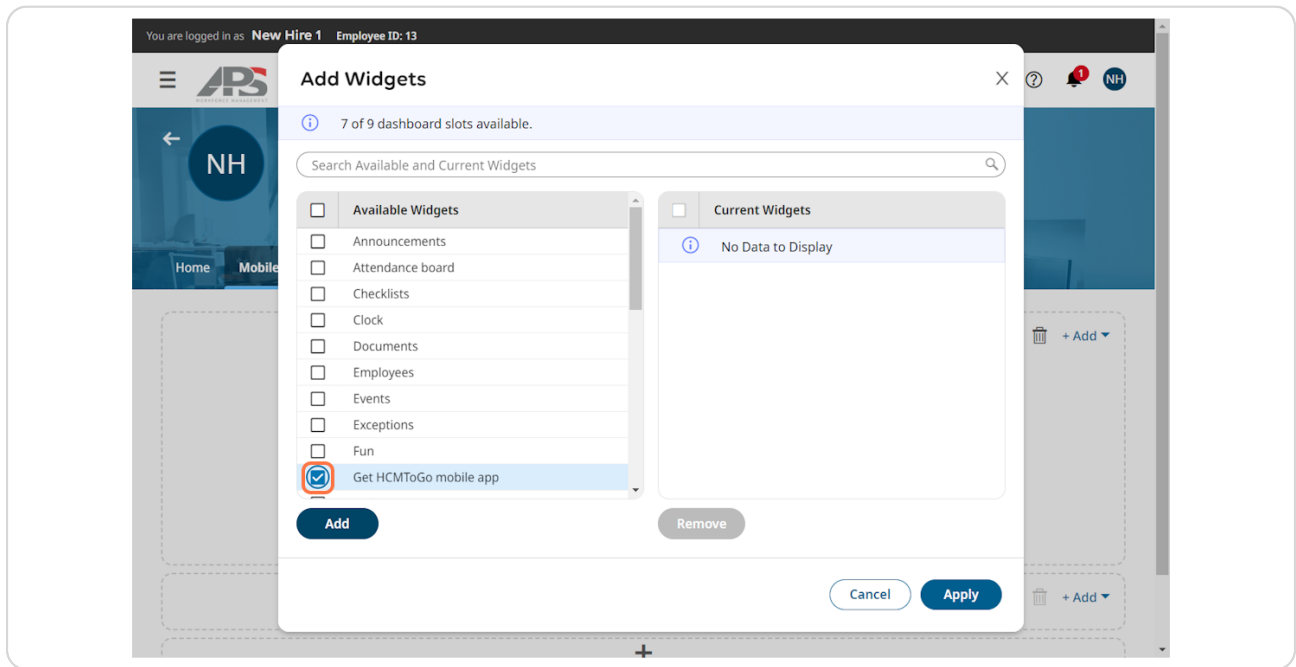 You are logged in as New Hire 1 Employee ID: 13
APS
WORKFORCE MANAGEMENT
Add Widgets
1
NH
7 of 9 dashboard slots available.
NH
Search Available and Current Widgets
Available Widgets
Current Widgets
Announcements
No Data to Display
Attendance board
Checklists
Clock
Documents
Employees
Events
Exceptions
Fun
Get HCMToGo mobile app
Home Mobile
+ Add
Add
Remove
Cancel
Apply
+ Add